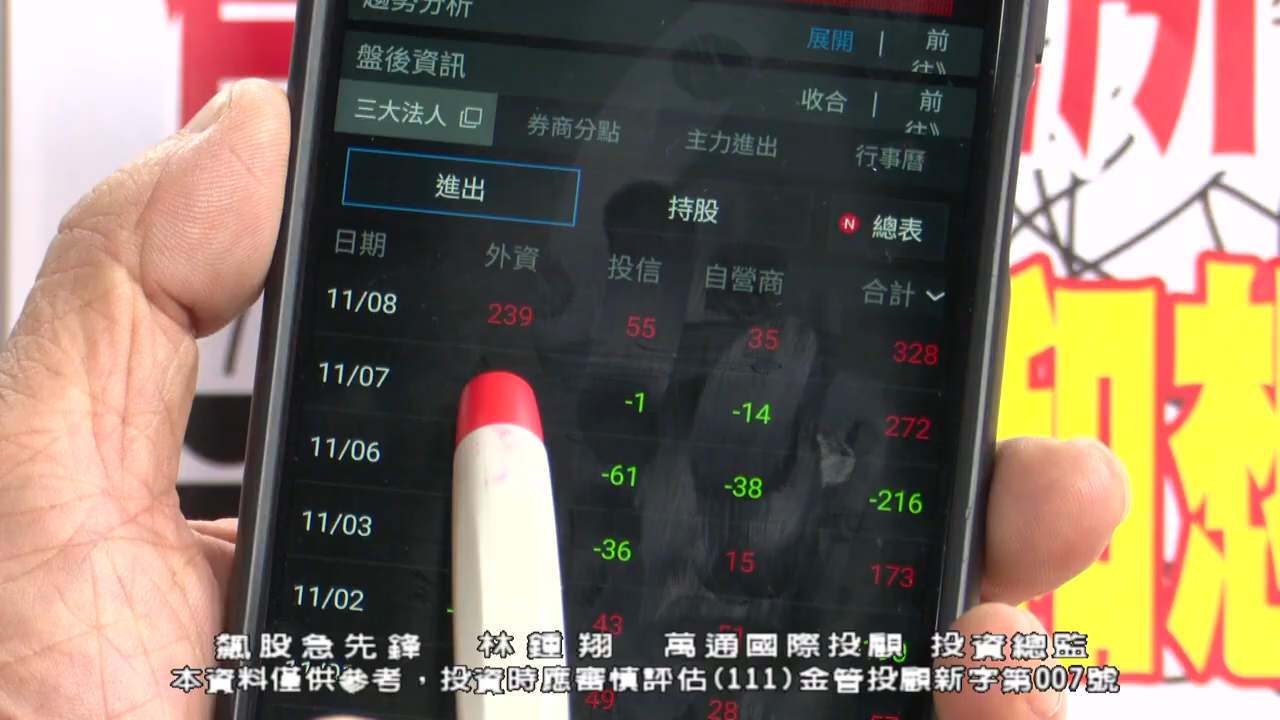 趨勢分析
展開 | 前往》
盤後資訊
收合 | 前往》
三大法人 券商分點 主力進出 行事曆
進出 持股 N 總表
日期 外資 投信 自營商 合計
11/08 239 55 35 328
11/07 -1 -14 272
11/06 -61 -38 -216
11/03 -36 15 173
11/02 43 51
49 28
飆股急先鋒 林鍾翔 萬通國際投顧 投資總監
本資料僅供參考，投資時應審慎評估(111)金管投顧新字第007號